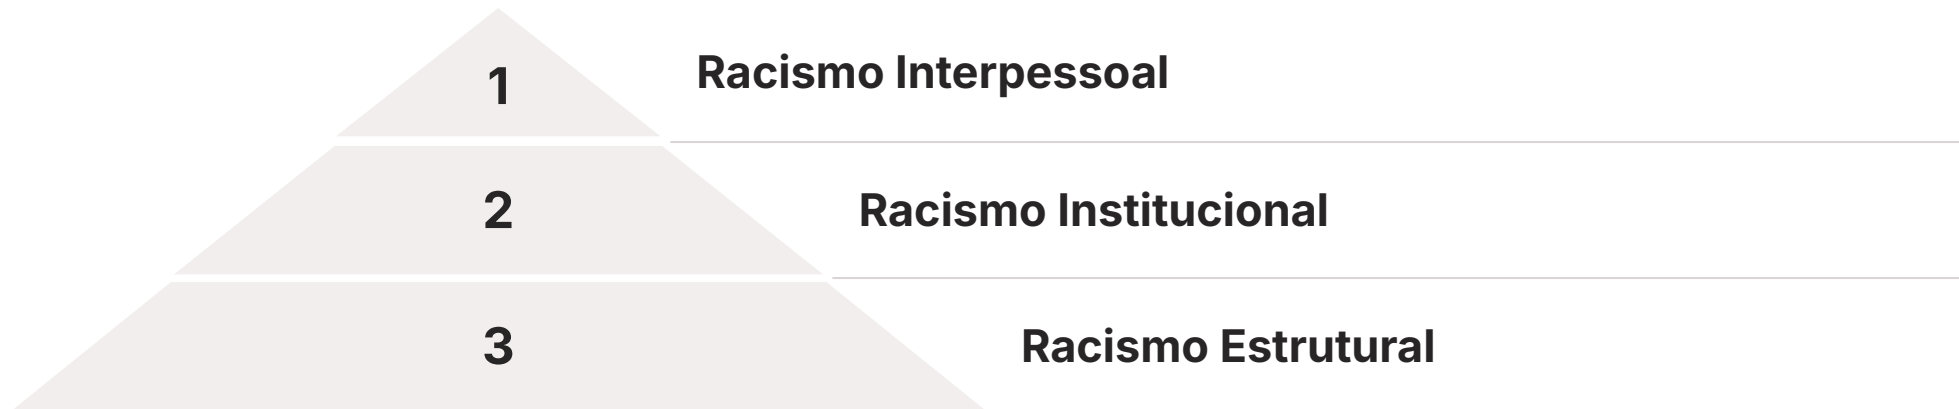 1
Racismo Interpessoal
2
Racismo Institucional
3
Racismo Estrutural